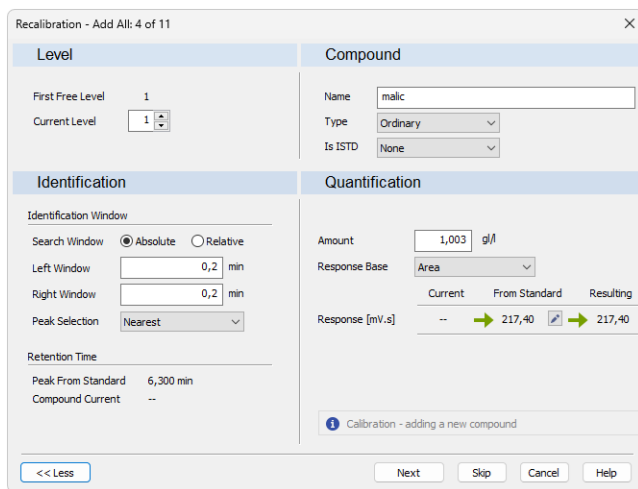 Recalibration - Add All: 4 of 11
Level
First Free Level 1
Current Level 1
Compound
Name malic
Type Ordinary
Is ISTD None
Identification
Identification Window
Search Window Absolute Relative
Left Window 0,2 min
Right Window 0,2 min
Peak Selection Nearest
Retention Time
Peak From Standard 6,300 min
Compound Current --
Quantification
Amount 1,003 gl/l
Response Base Area
Current From Standard Resulting
Response [mV.s] -- 217,40 217,40
Calibration - adding a new compound
<< Less Next Skip Cancel Help